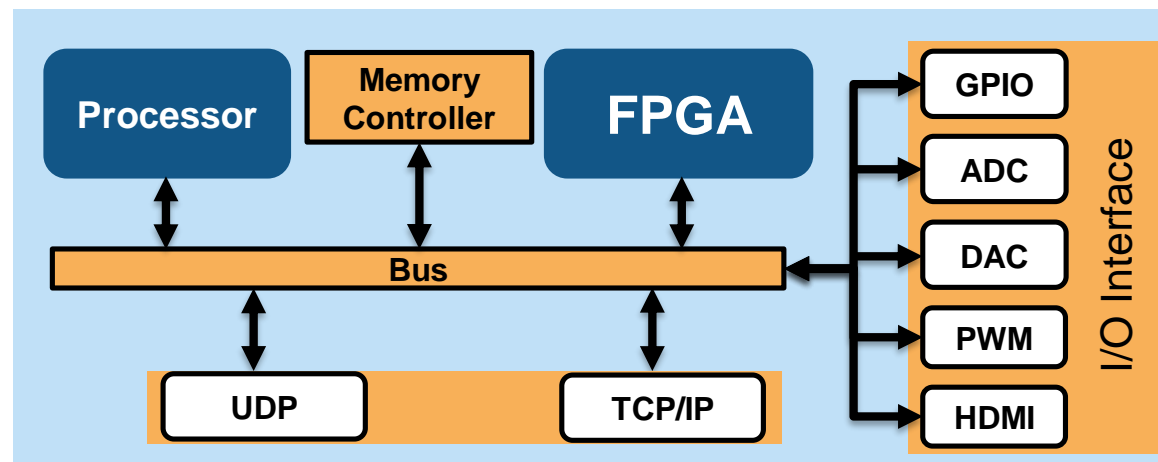 Processor
Memory
Controller
FPGA
Bus
UDP
TCP/IP
GPIO
ADC
DAC
PWM
HDMI
I/O Interface